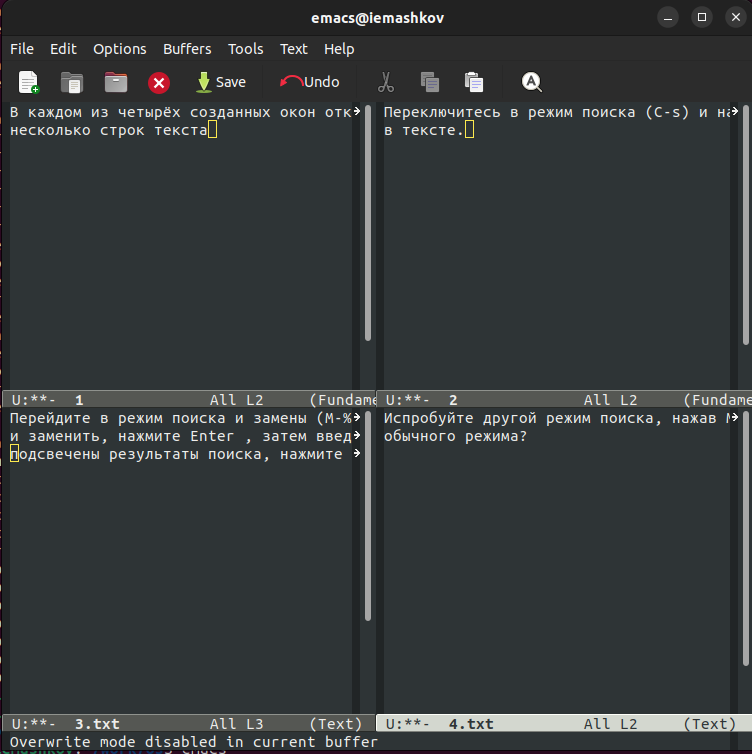 emacs@iemashkov
File Edit Options Buffers Tools Text Help
Save Undo
В каждом из четырёх созданных окон отк
несколько строк текста
U:**- 1 All L2 (Fundame
Переключитесь в режим поиска (C-s) и на
в тексте.
U:**- 2 All L2 (Fundam
Перейдите в режим поиска и замены (M-%
и заменить, нажмите Enter , затем введ
подсвечены результаты поиска, нажмите
U:**- 3.txt All L3 (Text)
Испробуйте другой режим поиска, нажав M
обычного режима?
U:**- 4.txt All L2 (Text)
Overwrite mode disabled in current buffer